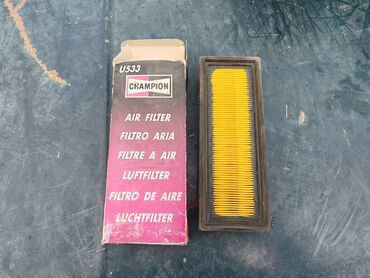 U533
CHAMPION
AIR FILTER
FILTRO ARIA
FILTRE A AIR
LUFTFILTER
FILTRO DE AIRE
LUCHTFILTER